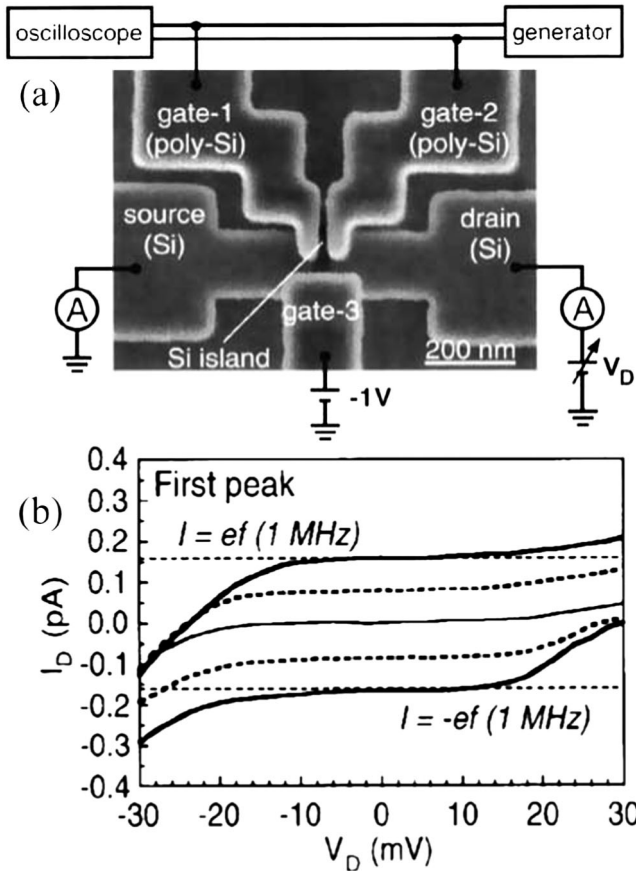 oscilloscope
generator
(a)
gate-1
(poly-Si)
gate-2
(poly-Si)
source
(Si)
drain
(Si)
A
A
gate-3
Si island
200 nm
-1V
V_D
(b)
0.4
0.3
0.2
0.1
0.0
-0.1
-0.2
-0.3
-0.4
I_D (pA)
First peak
I = ef (1 MHz)
I = -ef (1 MHz)
-30
-20
-10
0
10
20
30
V_D (mV)